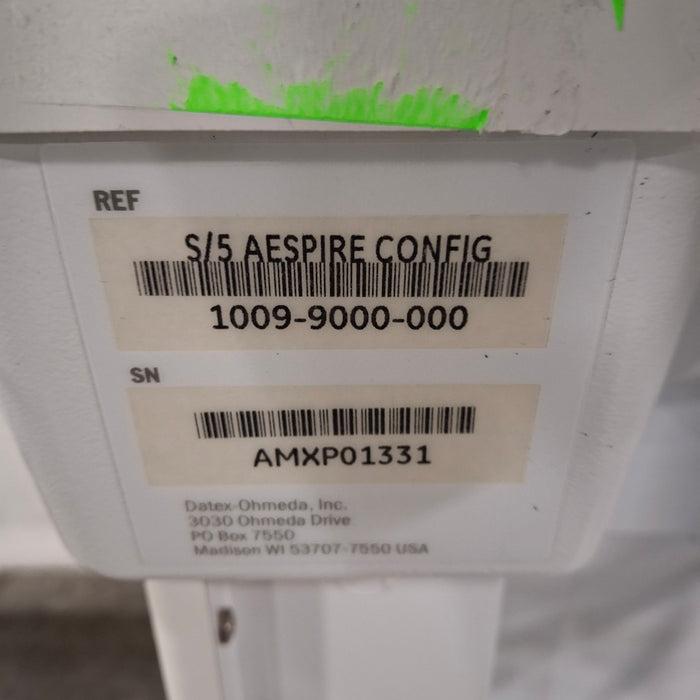 REF
S/5 AESPIRE CONFIG
1009-9000-000
SN
AMXP01331
Datex-Ohmeda, Inc.
3030 Ohmeda Drive
PO Box 7550
Madison WI 53707-7550 USA